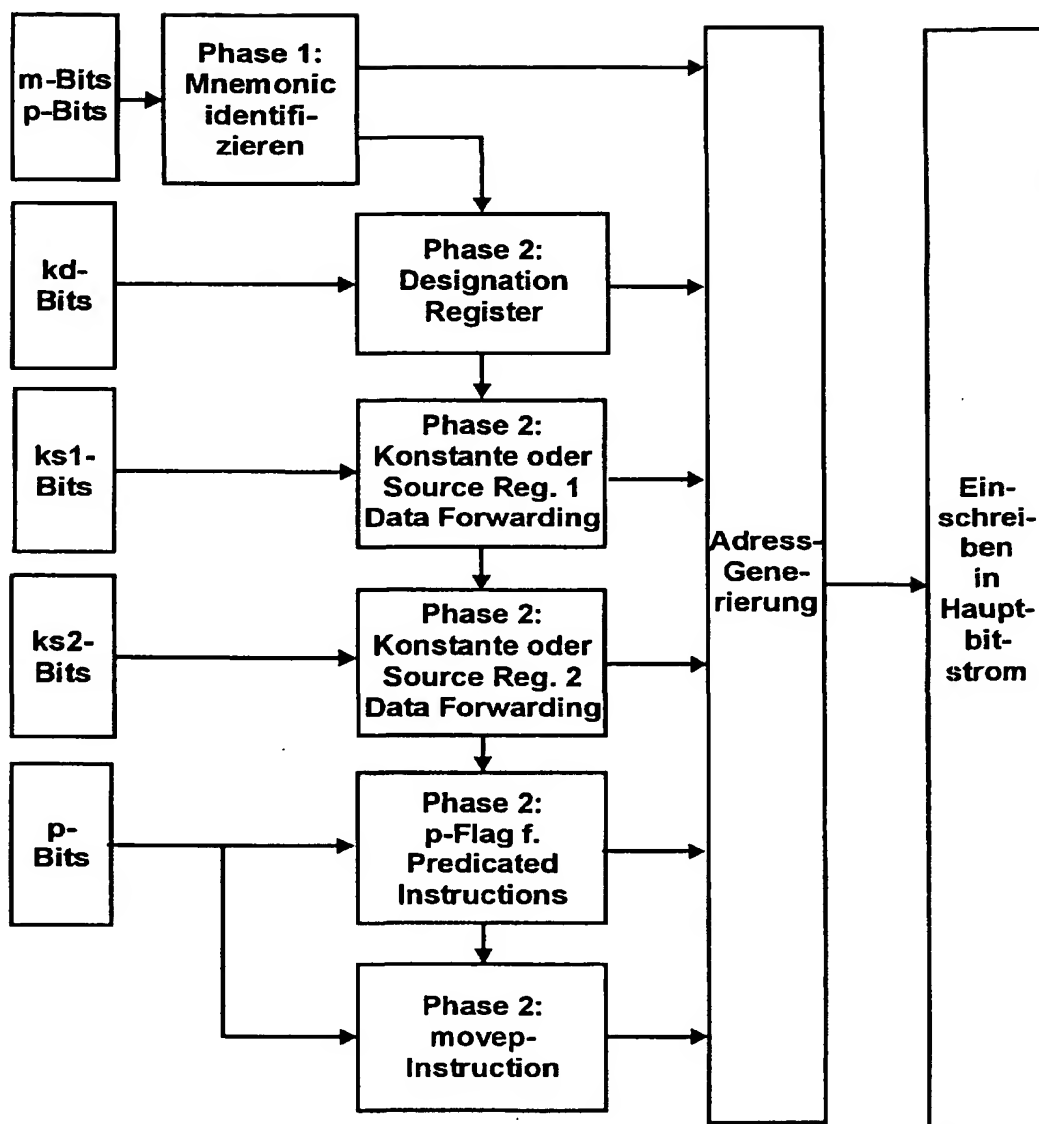 m-Bits
p-Bits
Phase 1:
Mnemonic
identifi-
zieren
kd-
Bits
Phase 2:
Designation
Register
ks1-
Bits
Phase 2:
Konstante oder
Source Reg. 1
Data Forwarding
ks2-
Bits
Phase 2:
Konstante oder
Source Reg. 2
Data Forwarding
p-
Bits
Phase 2:
p-Flag f.
Predicated
Instructions
Phase 2:
movep-
Instruction
Adress-
Gene-
rierung
Ein-
schrei-
ben
in
Haupt-
bit-
strom